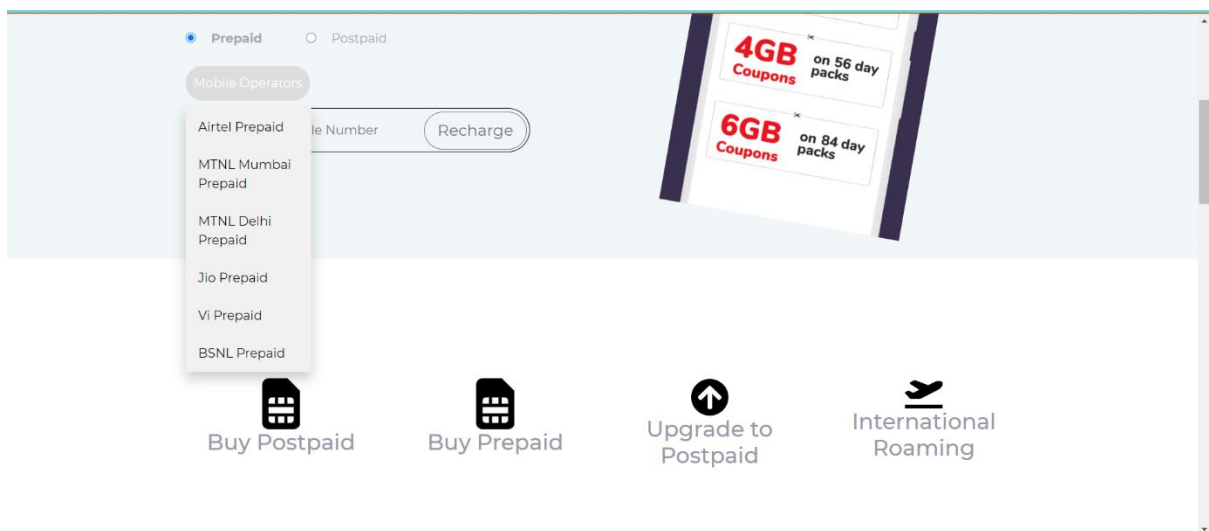 Prepaid
Postpaid
Mobile Operators
Airtel Prepaid
MTNL Mumbai
Prepaid
MTNL Delhi
Prepaid
Jio Prepaid
Vi Prepaid
BSNL Prepaid
Number
Recharge
4GB
Coupons
on 56 day
packs
6GB
Coupons
on 84 day
packs
Buy Postpaid
Buy Prepaid
Upgrade to
Postpaid
International
Roaming